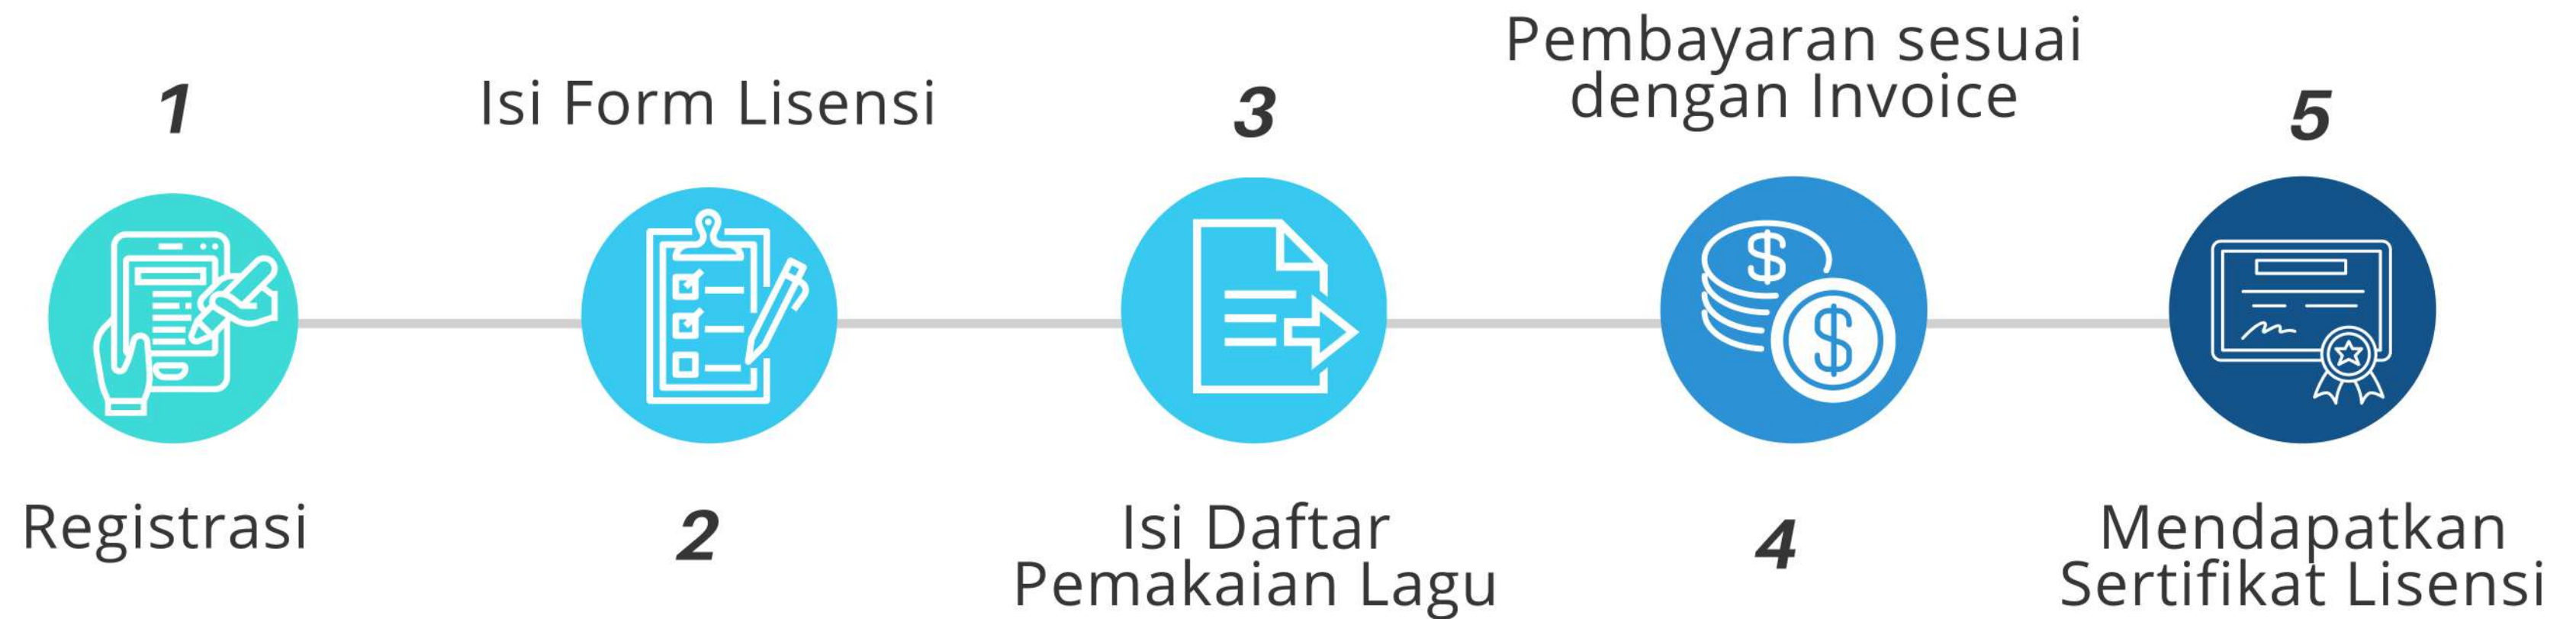 1
Registrasi
Isi Form Lisensi
2
3
Isi Daftar
Pemakaian Lagu
Pembayaran sesuai
dengan Invoice
4
5
Mendapatkan
Sertifikat Lisensi